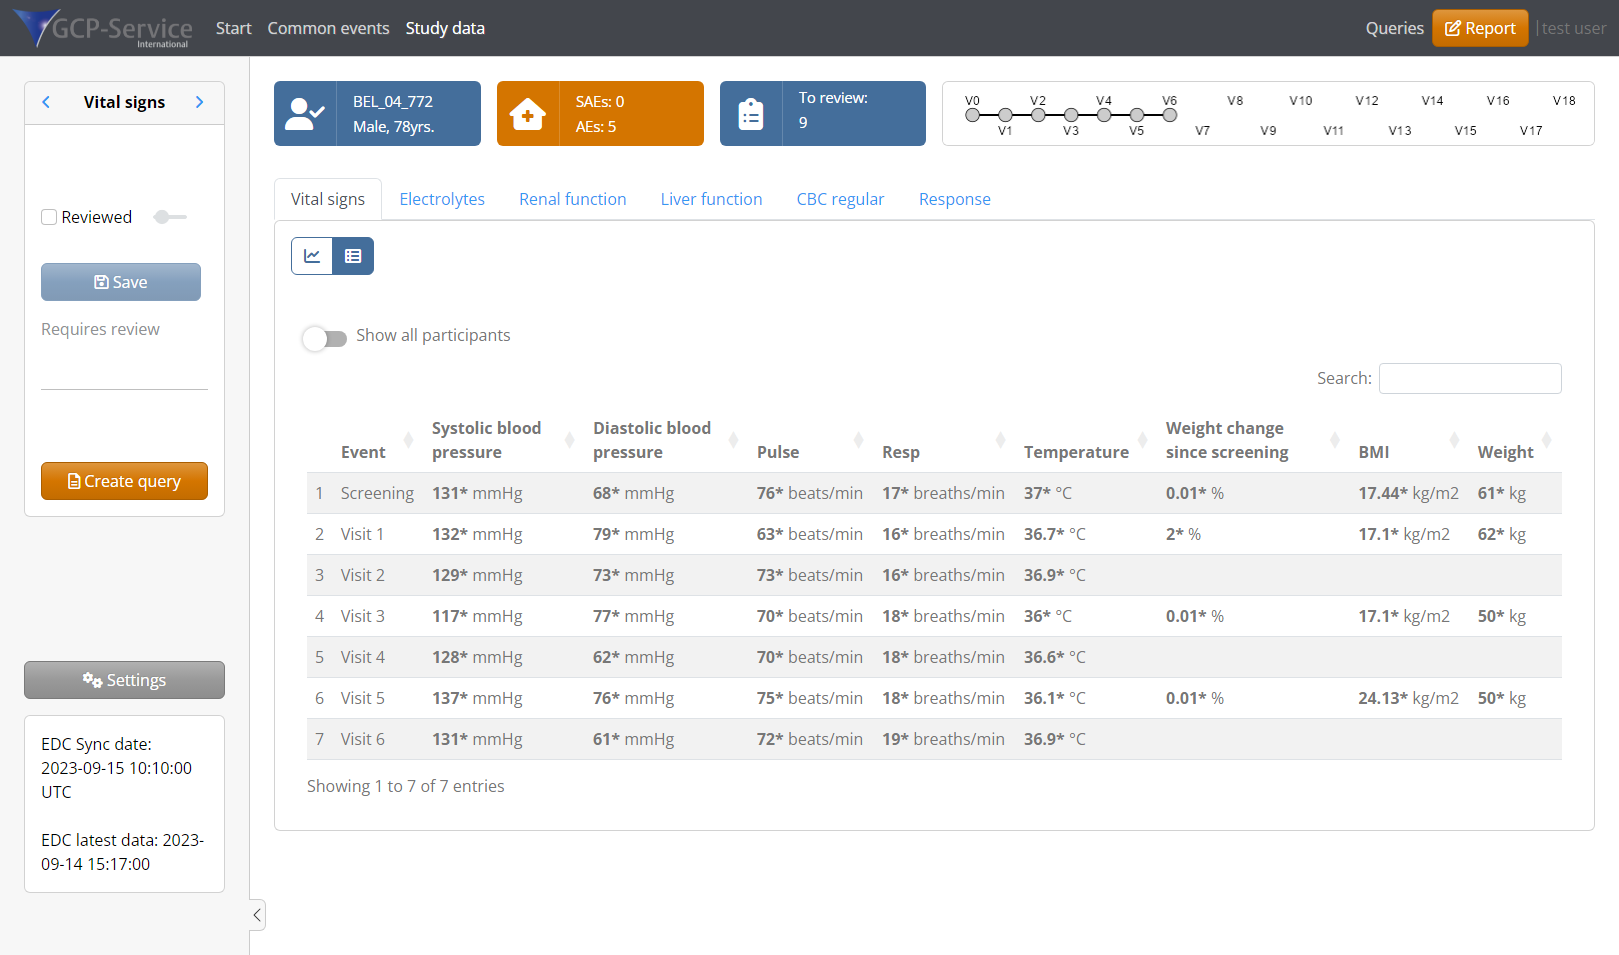 GCP-Service
International
Start Common events Study data
Queries Report | test user
Vital signs
Reviewed
Save
Requires review
Create query
Settings
EDC Sync date:
2023-09-15 10:10:00
UTC
EDC latest data: 2023-
09-14 15:17:00
BEL_04_772
Male, 78yrs.
SAEs: 0
AEs: 5
To review:
9
V0 V2 V4 V6 V8 V10 V12 V14 V16 V18
V1 V3 V5 V7 V9 V11 V13 V15 V17
Vital signs Electrolytes Renal function Liver function CBC regular Response
Show all participants
Search:
Event Systolic blood pressure Diastolic blood pressure Pulse Resp Temperature Weight change since screening BMI Weight
1 Screening 131* mmHg 68* mmHg 76* beats/min 17* breaths/min 37* °C 0.01* % 17.44* kg/m2 61* kg
2 Visit 1 132* mmHg 79* mmHg 63* beats/min 16* breaths/min 36.7* °C 2* % 17.1* kg/m2 62* kg
3 Visit 2 129* mmHg 73* mmHg 73* beats/min 16* breaths/min 36.9* °C
4 Visit 3 117* mmHg 77* mmHg 70* beats/min 18* breaths/min 36* °C 0.01* % 17.1* kg/m2 50* kg
5 Visit 4 128* mmHg 62* mmHg 70* beats/min 18* breaths/min 36.6* °C
6 Visit 5 137* mmHg 76* mmHg 75* beats/min 18* breaths/min 36.1* °C 0.01* % 24.13* kg/m2 50* kg
7 Visit 6 131* mmHg 61* mmHg 72* beats/min 19* breaths/min 36.9* °C
Showing 1 to 7 of 7 entries